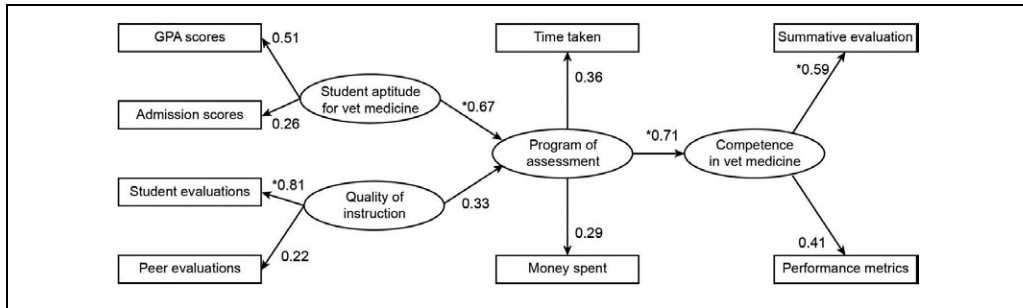 GPA scores
0.51
Admission scores
0.26
Student aptitude
for vet medicine
*0.67
Student evaluations
*0.81
Peer evaluations
0.22
Quality of
instruction
0.33
Time taken
0.36
Program of
assessment
0.29
Money spent
*0.71
Competence
in vet medicine
Summative evaluation
*0.59
0.41
Performance metrics